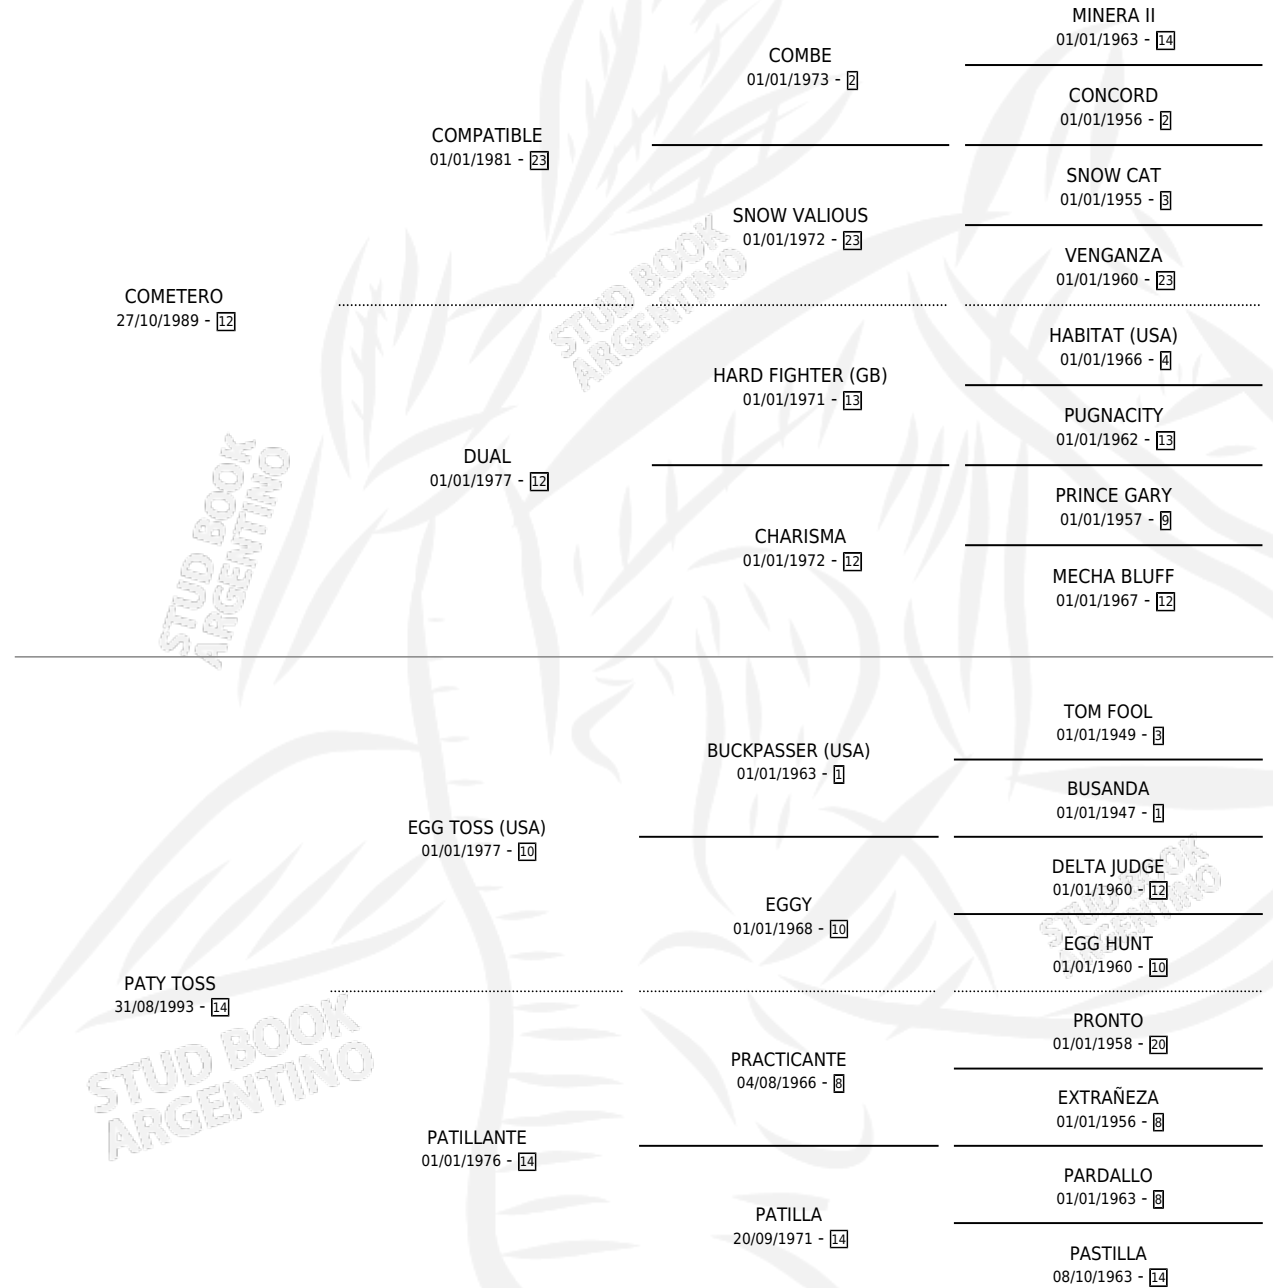 MINERA II
01/01/1963 - 14
COMBE
01/01/1973 - 2
CONCORD
01/01/1956 - 2
COMPATIBLE
01/01/1981 - 23
SNOW CAT
01/01/1955 - 3
SNOW VALIOUS
01/01/1972 - 23
VENGANZA
01/01/1960 - 23
COMETERO
27/10/1989 - 12
HABITAT (USA)
01/01/1966 - 4
HARD FIGHTER (GB)
01/01/1971 - 13
PUGNACITY
01/01/1962 - 13
DUAL
01/01/1977 - 12
PRINCE GARY
01/01/1957 - 9
CHARISMA
01/01/1972 - 12
MECHA BLUFF
01/01/1967 - 12
TOM FOOL
01/01/1949 - 3
BUCKPASSER (USA)
01/01/1963 - 1
BUSANDA
01/01/1947 - 1
EGG TOSS (USA)
01/01/1977 - 10
DELTA JUDGE
01/01/1960 - 12
EGGY
01/01/1968 - 10
EGG HUNT
01/01/1960 - 10
PATY TOSS
31/08/1993 - 14
PRONTO
01/01/1958 - 20
PRACTICANTE
04/08/1966 - 8
EXTRAÑEZA
01/01/1956 - 8
PATILLANTE
01/01/1976 - 14
PARDALLO
01/01/1963 - 8
PATILLA
20/09/1971 - 14
PASTILLA
08/10/1963 - 14
STUD BOOK
ARGENTINO
STUD BOOK
ARGENTINO
STUD BOOK
ARGENTINO
STUD BOOK
ARGENTINO